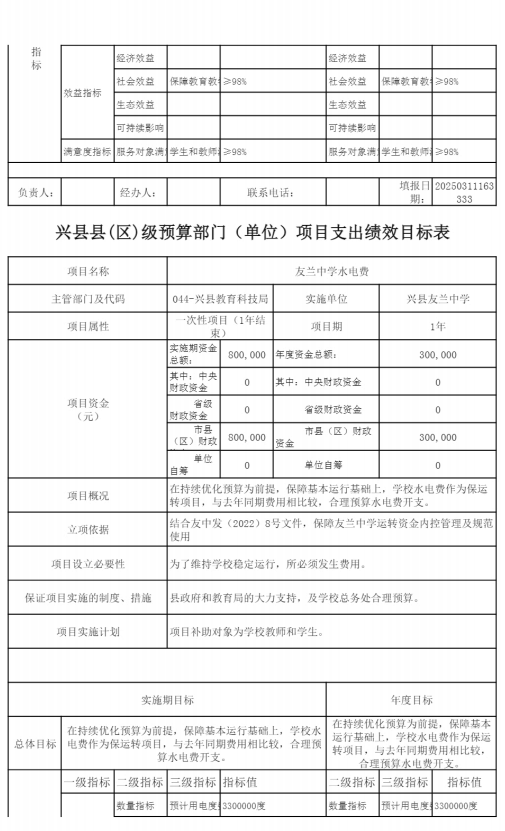 指
标
效益指标
经济效益
经济效益
社会效益 保障教育教 ≥98%
社会效益 保障教育教 ≥98%
生态效益
生态效益
可持续影响
可持续影响
满意度指标 服务对象满 学生和教师 ≥98%
服务对象满 学生和教师 ≥98%
负责人： 经办人： 联系电话： 填报日期： 20250311163333
兴县县(区)级预算部门（单位）项目支出绩效目标表
项目名称 友兰中学水电费
主管部门及代码 044-兴县教育科技局 实施单位 兴县友兰中学
项目属性 一次性项目（1年结束） 项目期 1年
项目资金
（元）
实施期资金总额： 800,000 年度资金总额： 300,000
其中：中央财政资金 0 其中：中央财政资金 0
省级财政资金 0 省级财政资金 0
市县（区）财政 800,000 市县（区）财政资金 300,000
单位自筹 0 单位自筹 0
项目概况 在持续优化预算为前提，保障基本运行基础上，学校水电费作为保运
转项目，与去年同期费用相比较，合理预算水电费开支。
立项依据 结合友中发（2022）8号文件，保障友兰中学运转资金内控管理及规范
使用
项目设立必要性 为了维持学校稳定运行，所必须发生费用。
保证项目实施的制度、措施 县政府和教育局的大力支持，及学校总务处合理预算。
项目实施计划 项目补助对象为学校教师和学生。
实施期目标 年度目标
总体目标
在持续优化预算为前提，保障基本运行基础上，学校水
电费作为保运转项目，与去年同期费用相比较，合理预
算水电费开支。
在持续优化预算为前提，保障基本
运行基础上，学校水电费作为保运
转项目，与去年同期费用相比较，
合理预算水电费开支。
一级指标 二级指标 三级指标 指标值 二级指标 三级指标 指标值
数量指标 预计用电度 3300000度 数量指标 预计用电度 3300000度